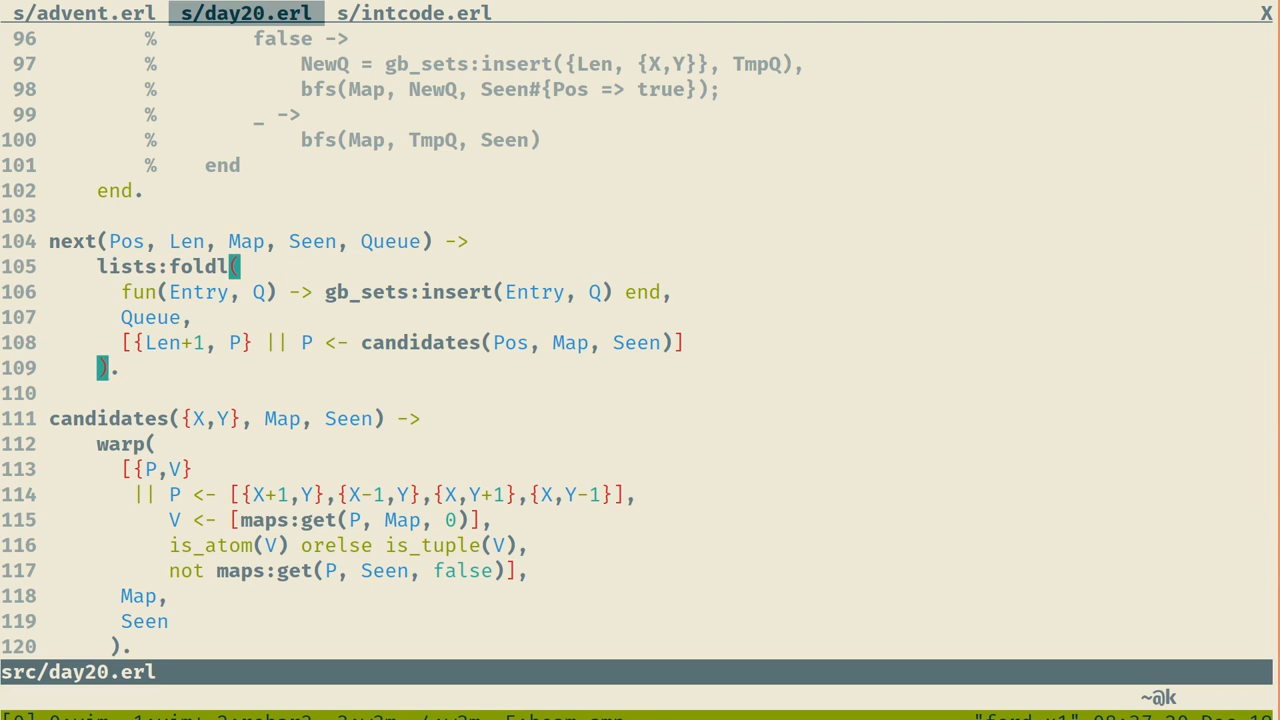 s/advent.erl  s/day20.erl  s/intcode.erl X
96         %        false ->
97         %            NewQ = gb_sets:insert({Len, {X,Y}}, TmpQ),
98         %            bfs(Map, NewQ, Seen#{Pos => true});
99         %        _ ->
100         %            bfs(Map, TmpQ, Seen)
101         %    end
102     end.
103
104 next(Pos, Len, Map, Seen, Queue) ->
105     lists:foldl(
106       fun(Entry, Q) -> gb_sets:insert(Entry, Q) end,
107       Queue,
108       [{Len+1, P} || P <- candidates(Pos, Map, Seen)]
109     ).
110
111 candidates({X,Y}, Map, Seen) ->
112     warp(
113       [{P,V}
114        || P <- [{X+1,Y},{X-1,Y},{X,Y+1},{X,Y-1}],
115           V <- [maps:get(P, Map, 0)],
116           is_atom(V) orelse is_tuple(V),
117           not maps:get(P, Seen, false)],
118       Map,
119       Seen
120      ).
src/day20.erl
~@k